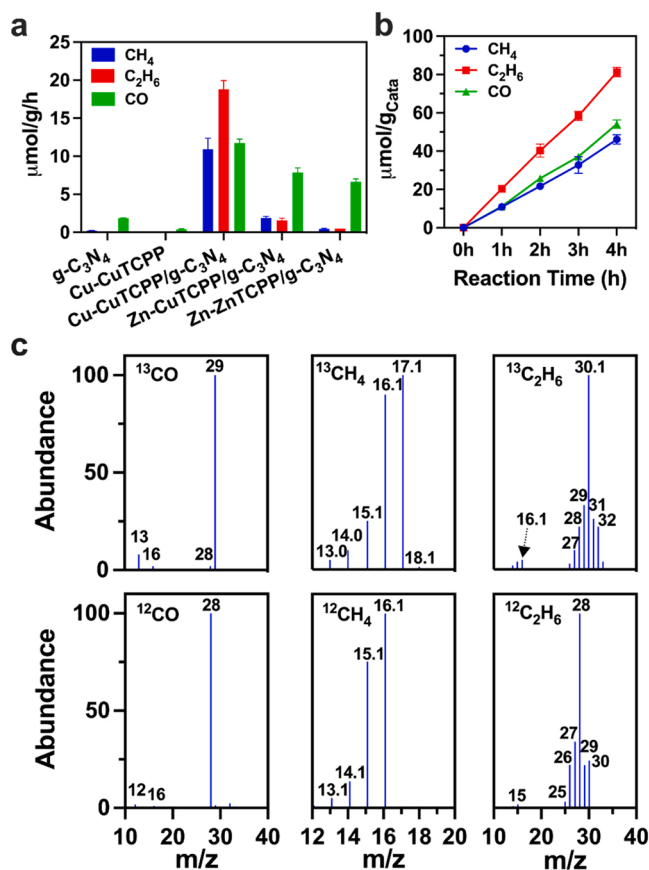 a
μmol/g/h
25
20
15
10
5
0
CH₄
C₂H₆
CO
g-C₃N₄
Cu-CuTCPP
Cu-CuTCPP/g-C₃N₄
Zn-CuTCPP/g-C₃N₄
Zn-ZnTCPP/g-C₃N₄
b
μmol/gCata
100
80
60
40
20
0
CH₄
C₂H₆
CO
0h 1h 2h 3h 4h
Reaction Time (h)
c
Abundance
100
50
0
¹³CO
29
13
16
28
¹³CH₄
17.1
16.1
15.1
14.0
13.0
18.1
¹³C₂H₆
30.1
29
31
16.1
28
32
27
Abundance
100
50
0
¹²CO
28
12
16
10 20 30 40
m/z
¹²CH₄
16.1
15.1
14.1
13.1
12 14 16 18 20
m/z
¹²C₂H₆
28
27
26
29
30
25
15
10 20 30 40
m/z